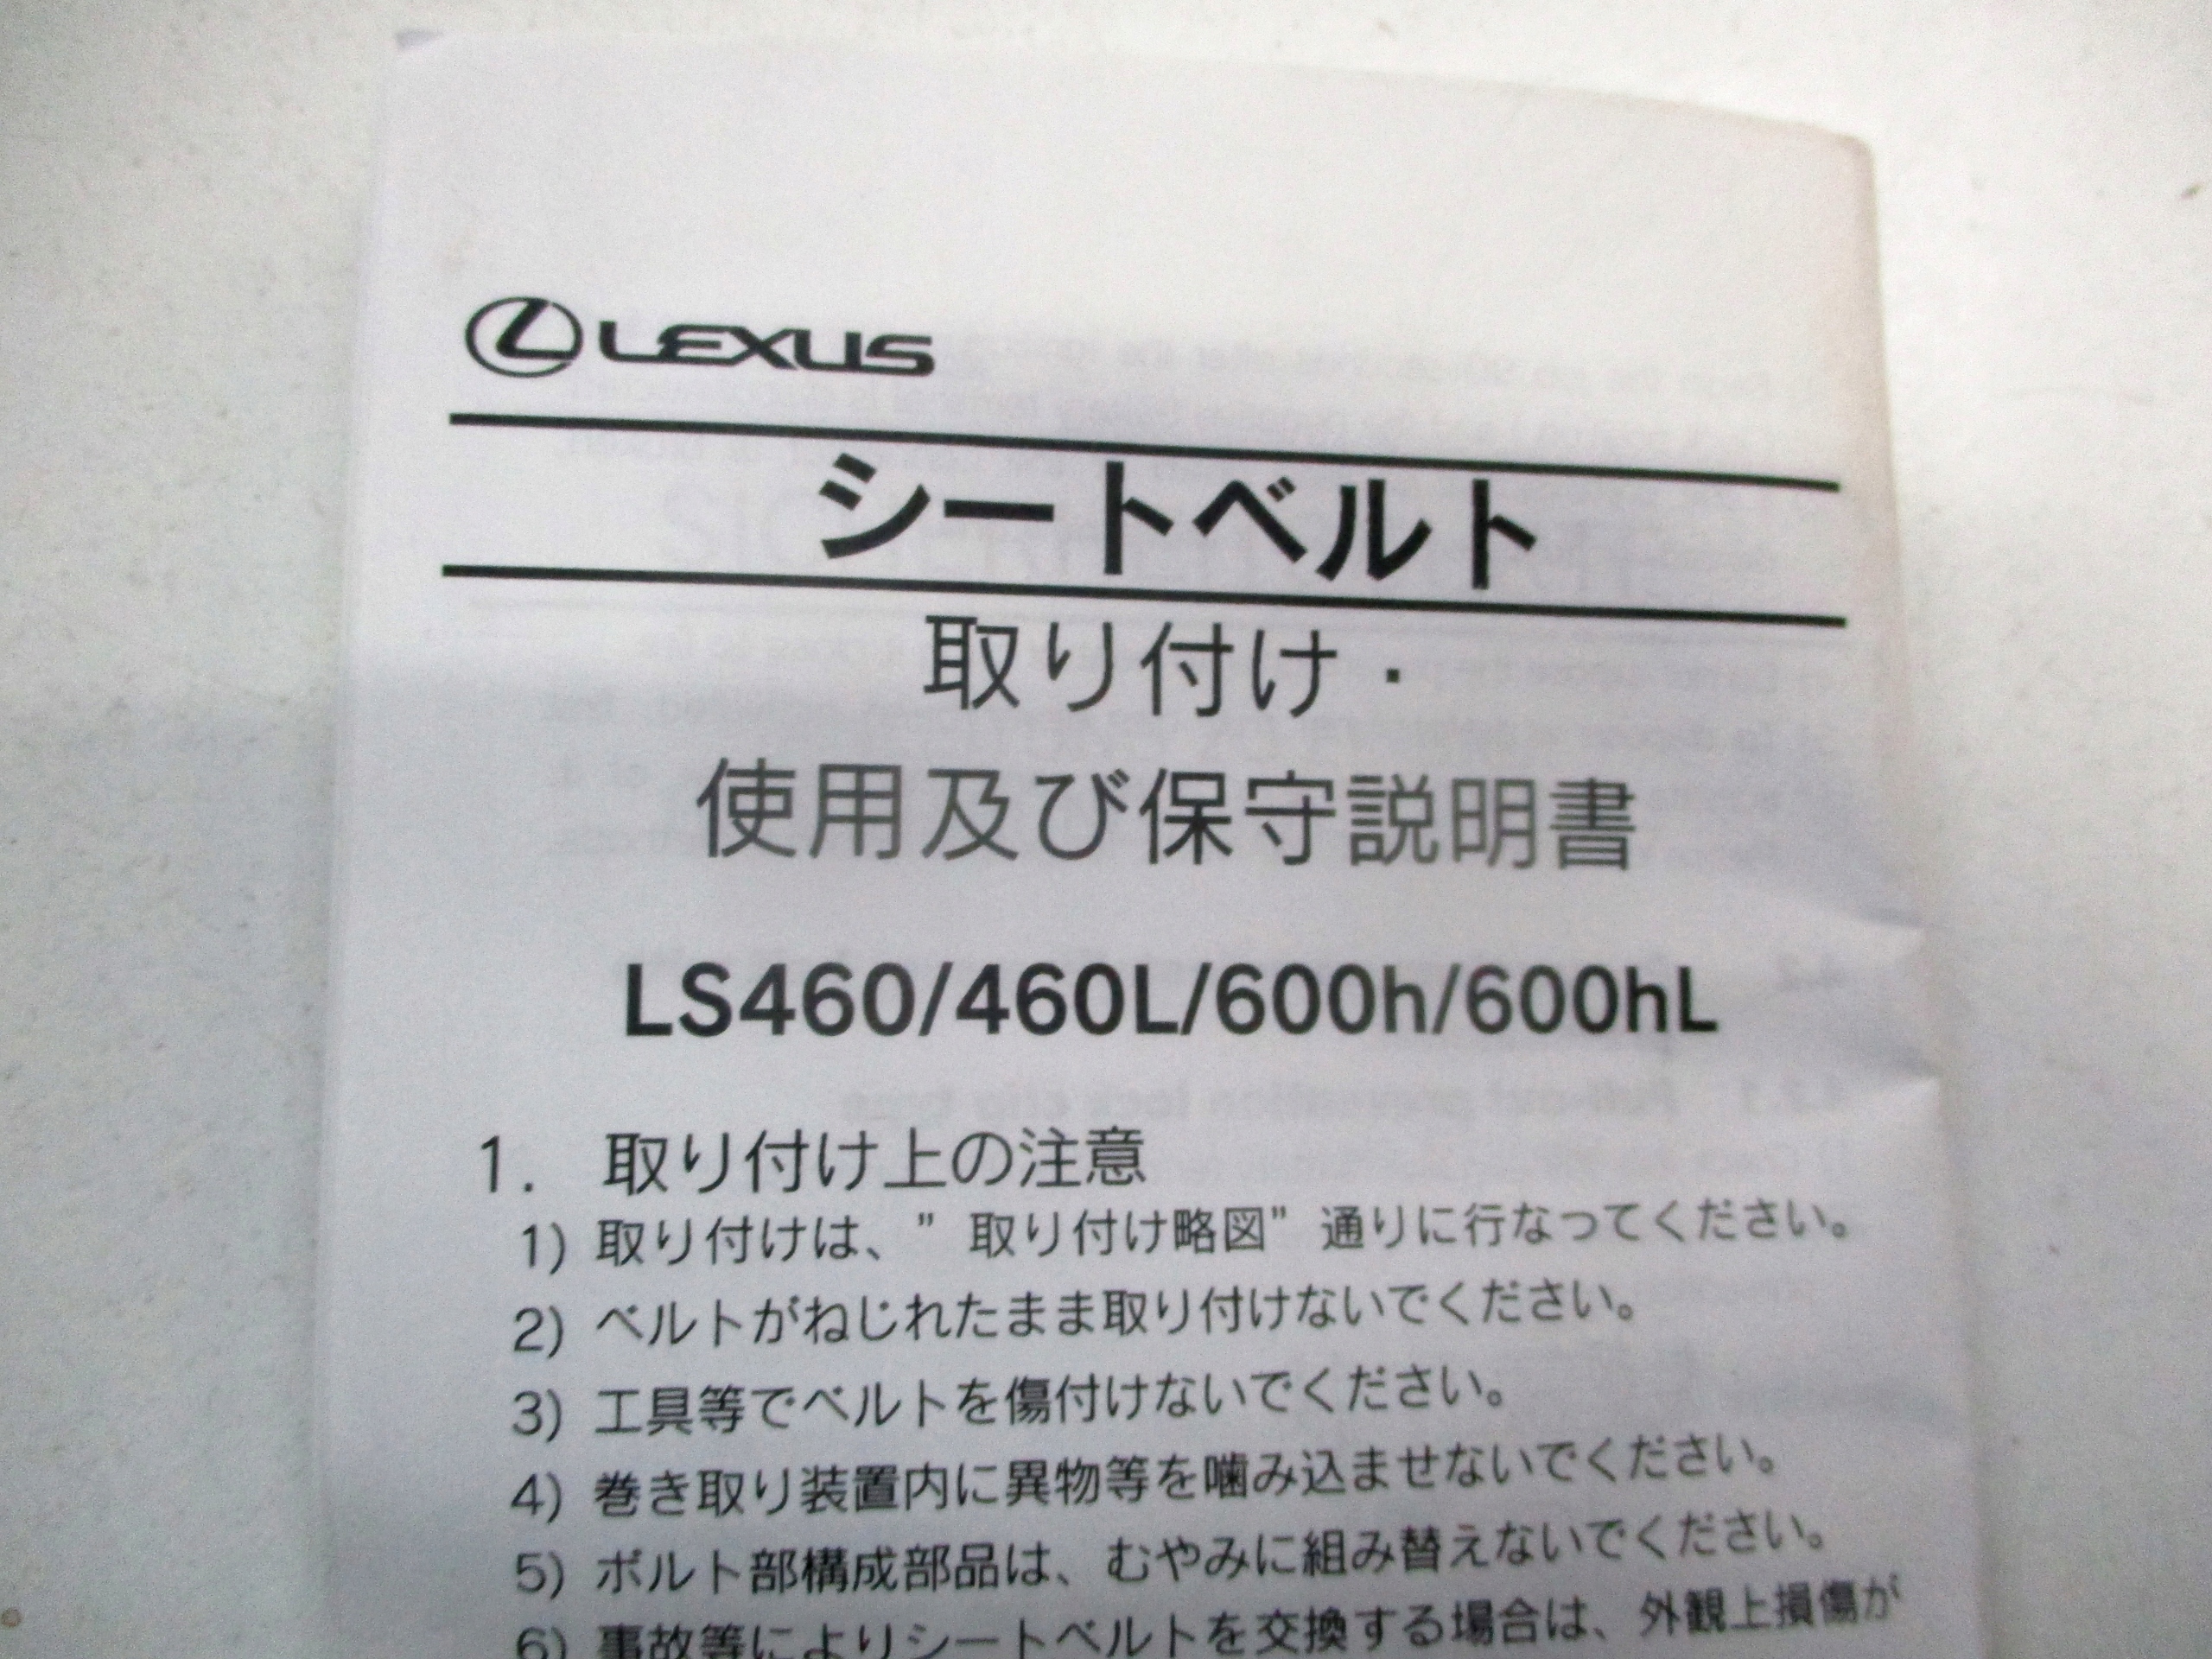 LEXUS
シートベルト
取り付け・
使用及び保守説明書
LS460/460L/600h/600hL
1. 取り付け上の注意
1) 取り付けは、”取り付け略図”通りに行なってください。
2) ベルトがねじれたまま取り付けないでください。
3) 工具等でベルトを傷付けないでください。
4) 巻き取り装置内に異物等を噛み込ませないでください。
5) ボルト部構成部品は、むやみに組み替えないでください。
6) 事故等によりシートベルトを交換する場合は、外観上損傷が